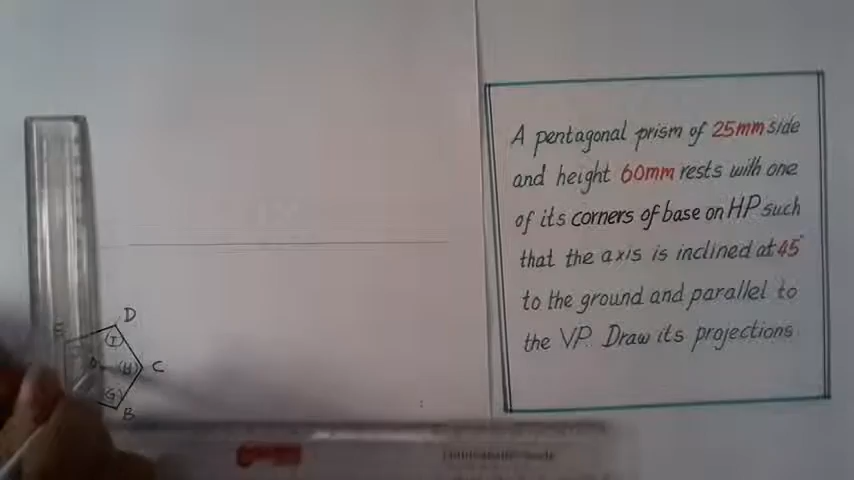 A pentagonal prism of 25mm side
and height 60mm rests with one
of its corners of base on HP such
that the axis is inclined at 45°
to the ground and parallel to
the VP. Draw its projections
D
E
(I)
(H)
C
(G)
B